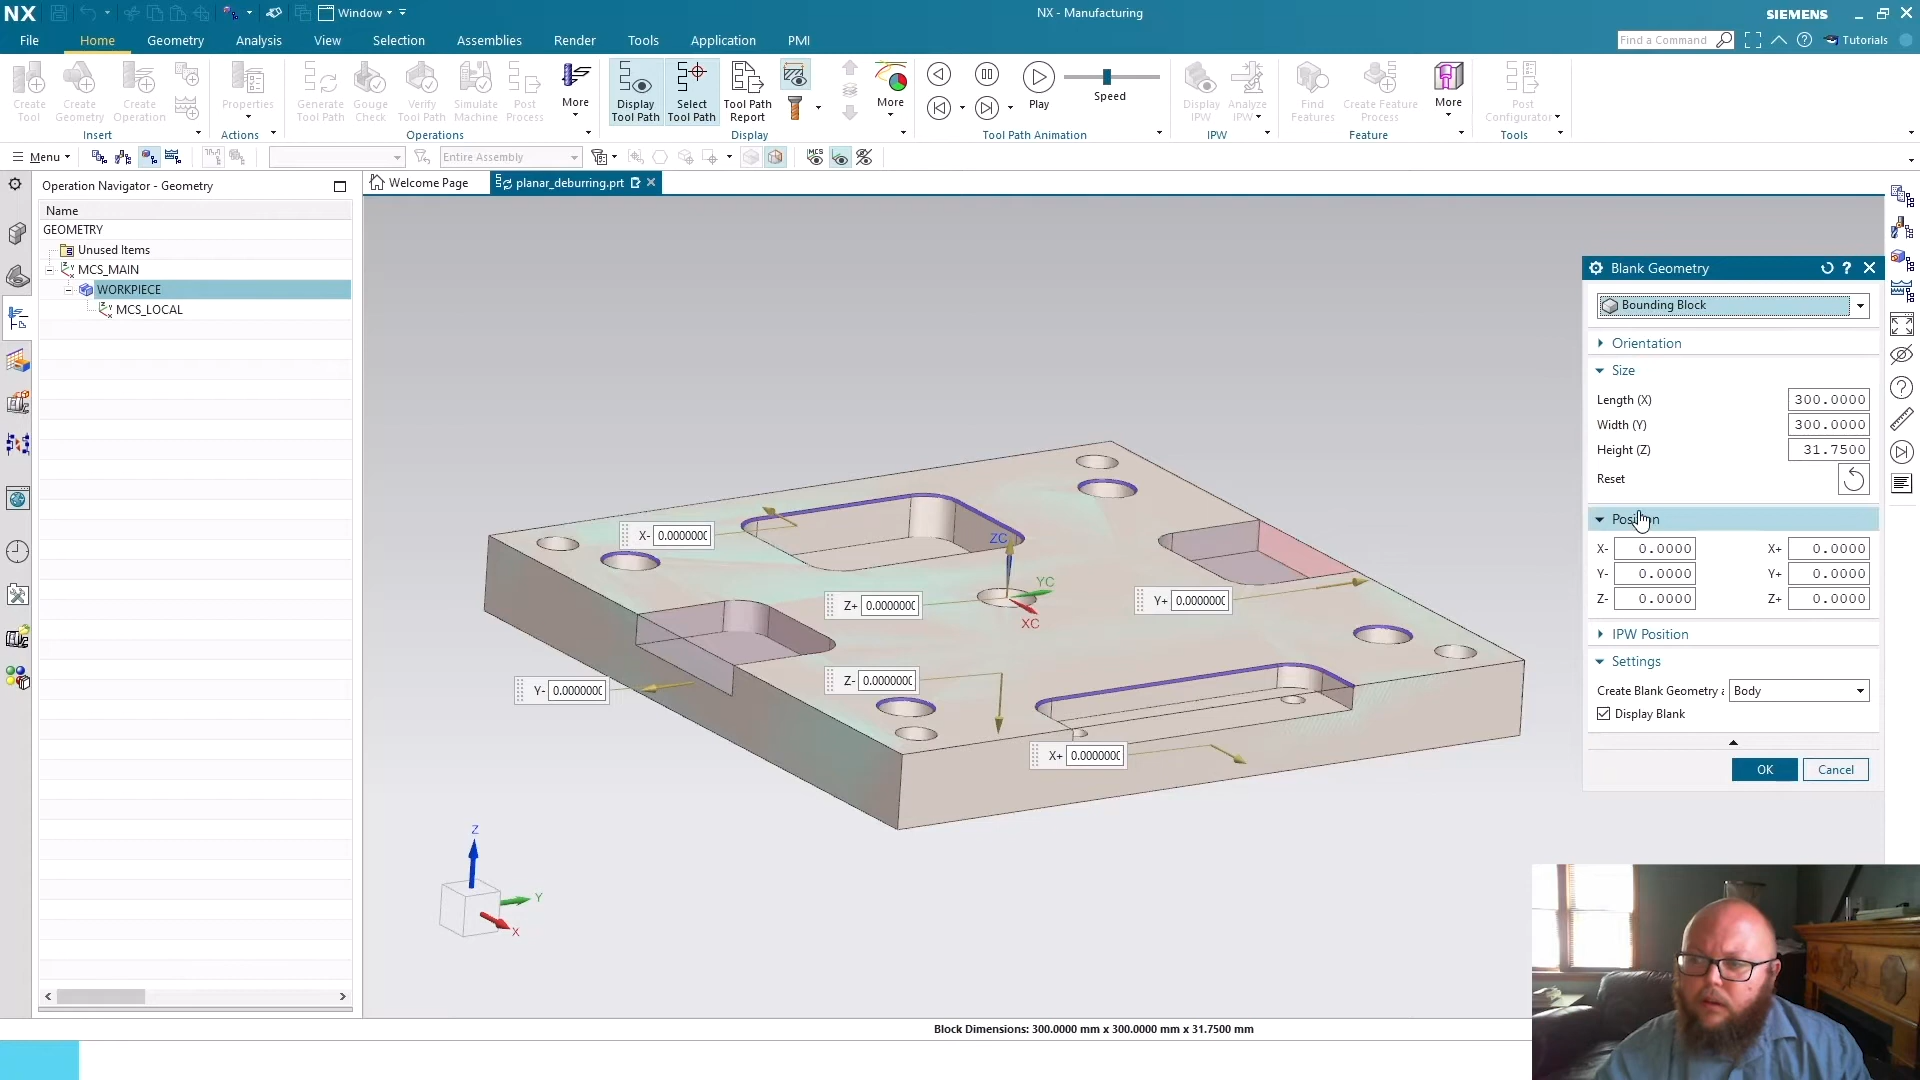 NX
Window
NX - Manufacturing
SIEMENS
File
Home
Geometry
Analysis
View
Selection
Assemblies
Render
Tools
Application
PMI
Find a Command
Tutorials
Create Tool
Create Geometry
Create Operation
Insert
Properties
Actions
Generate Tool Path
Gouge Check
Verify Tool Path
Simulate Machine
Post Process
More
Operations
Display Tool Path
Select Tool Path
Tool Path Report
More
Display
Play
Speed
Tool Path Animation
Display IPW
Analyze IPW
IPW
Find Features
Create Feature Process
More
Feature
Post Configurator
Tools
Menu
Entire Assembly
MCS
Operation Navigator - Geometry
Welcome Page
planar_deburring.prt
Name
GEOMETRY
Unused Items
MCS_MAIN
WORKPIECE
MCS_LOCAL
X- 0.0000000
Z+ 0.0000000
Y+ 0.0000000
Z- 0.0000000
Y- 0.0000000
X+ 0.0000000
ZC
YC
XC
Z
Y
X
Blank Geometry
Bounding Block
Orientation
Size
Length (X) 300.0000
Width (Y) 300.0000
Height (Z) 31.7500
Reset
Position
X- 0.0000 X+ 0.0000
Y- 0.0000 Y+ 0.0000
Z- 0.0000 Z+ 0.0000
IPW Position
Settings
Create Blank Geometry a Body
Display Blank
OK Cancel
Block Dimensions: 300.0000 mm x 300.0000 mm x 31.7500 mm